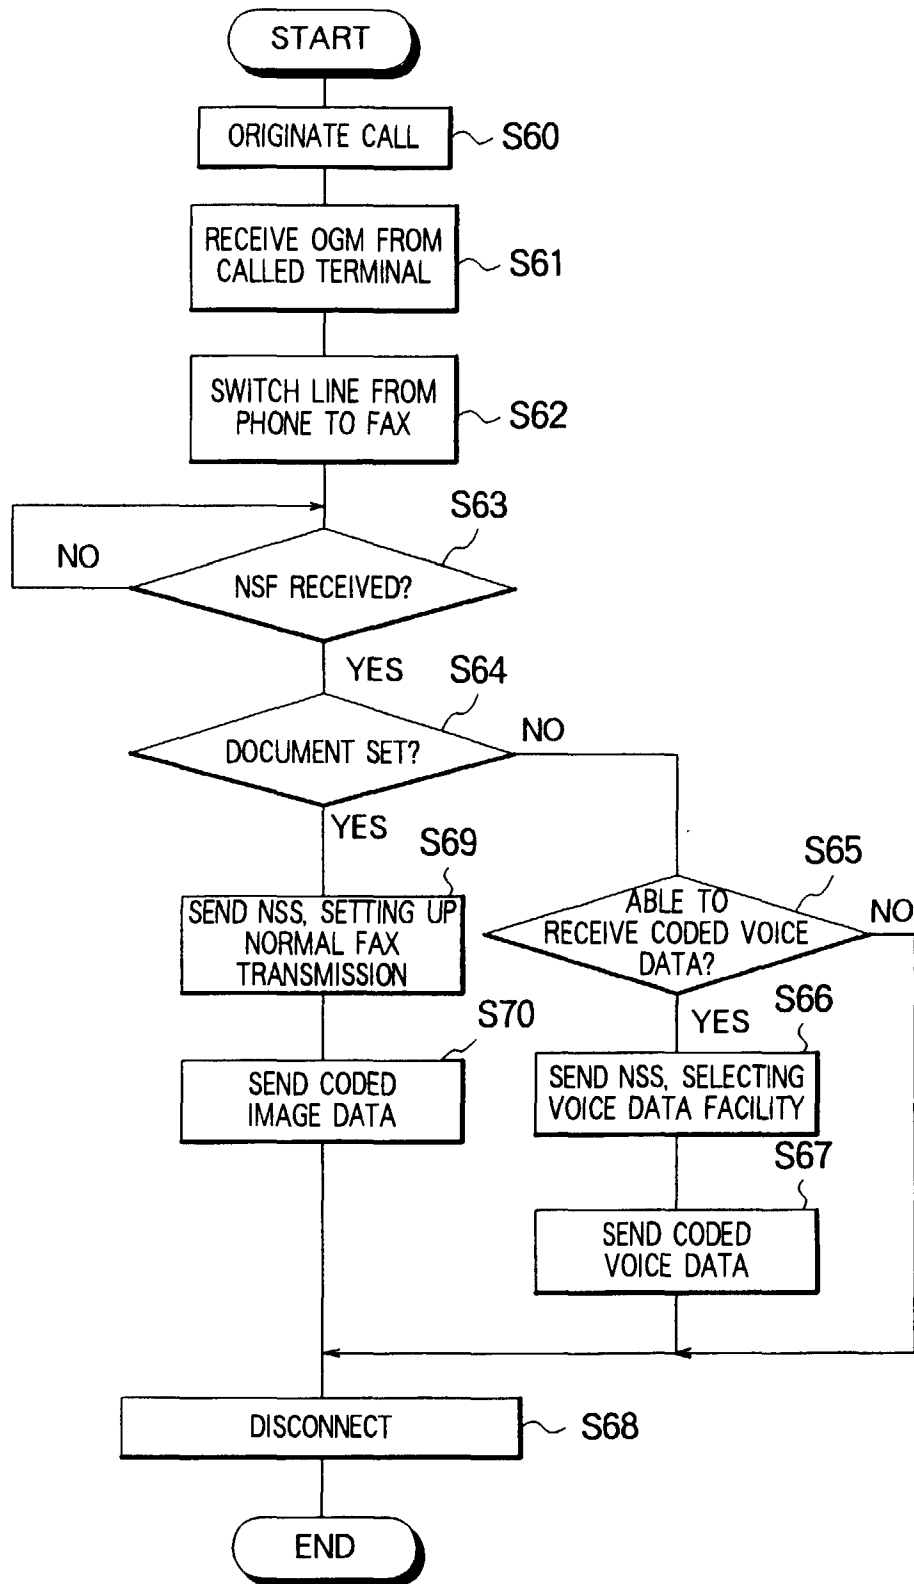 START
ORIGINATE CALL
S60
RECEIVE OGM FROM
CALLED TERMINAL
S61
SWITCH LINE FROM
PHONE TO FAX
S62
S63
NO
NSF RECEIVED?
YES
S64
NO
DOCUMENT SET?
YES
S69
SEND NSS, SETTING UP
NORMAL FAX
TRANSMISSION
S65
ABLE TO
RECEIVE CODED VOICE
DATA?
NO
YES
S70
SEND CODED
IMAGE DATA
S66
SEND NSS, SELECTING
VOICE DATA FACILITY
S67
SEND CODED
VOICE DATA
DISCONNECT
S68
END